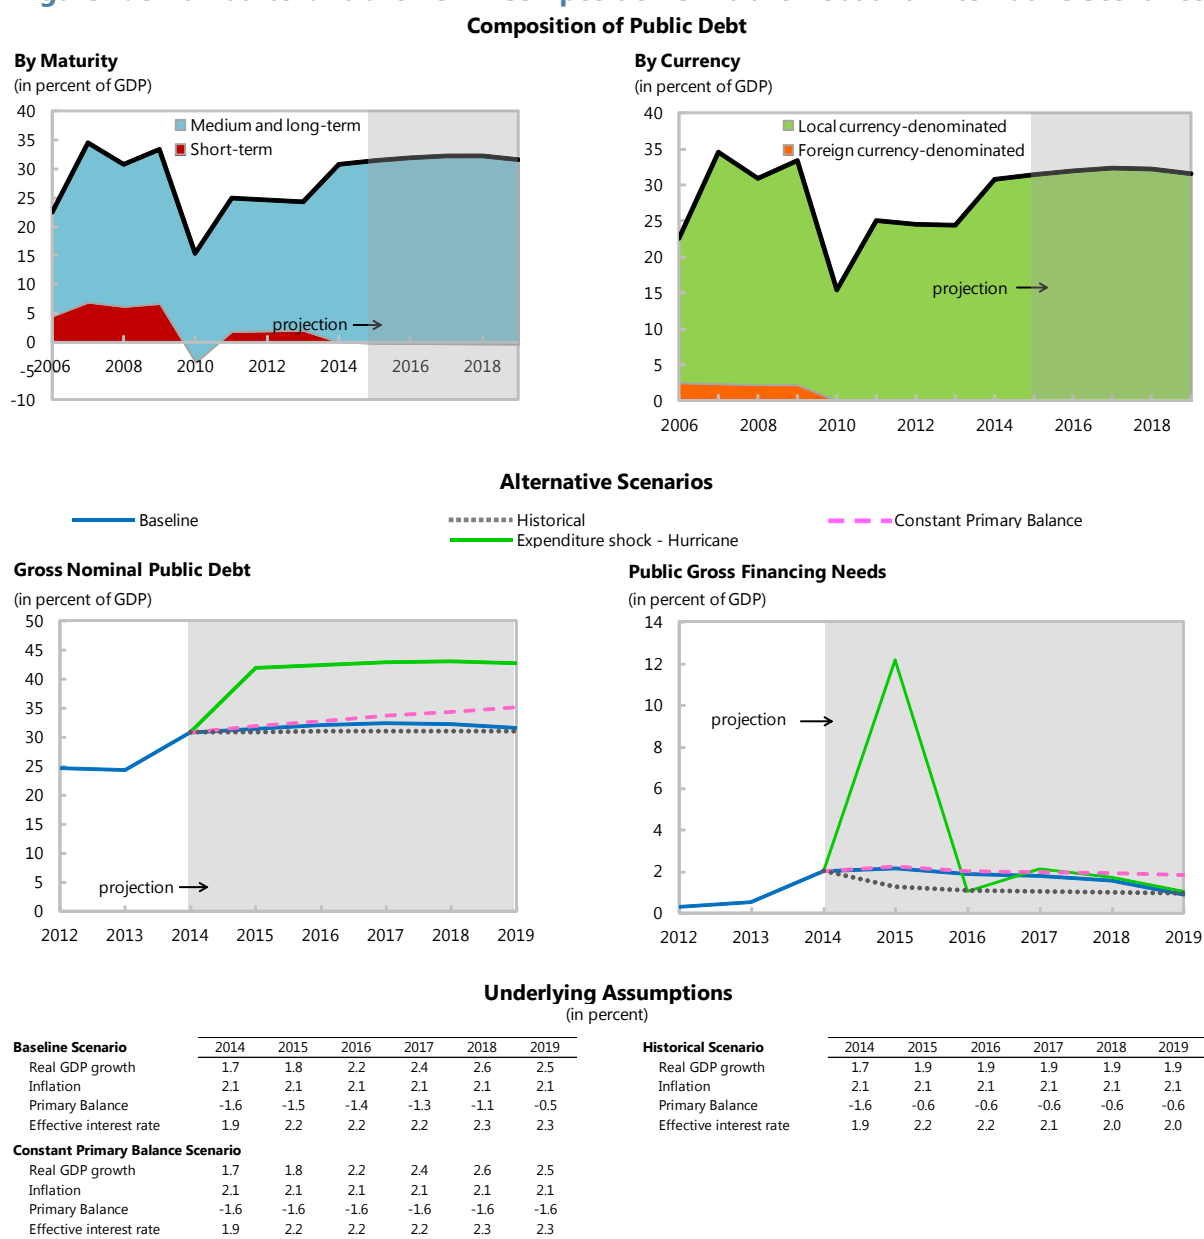 Composition of Public Debt
By Maturity
(in percent of GDP)
40
35
30
25
20
15
10
5
0
-5
-10
Medium and long-term
Short-term
projection
2006 2008 2010 2012 2014 2016 2018
By Currency
(in percent of GDP)
40
35
30
25
20
15
10
5
0
Local currency-denominated
Foreign currency-denominated
projection
2006 2008 2010 2012 2014 2016 2018
Alternative Scenarios
Baseline Historical Constant Primary Balance
Expenditure shock - Hurricane
Gross Nominal Public Debt
(in percent of GDP)
50
45
40
35
30
25
20
15
10
5
0
projection
2012 2013 2014 2015 2016 2017 2018 2019
Public Gross Financing Needs
(in percent of GDP)
14
12
10
8
6
4
2
0
projection
2012 2013 2014 2015 2016 2017 2018 2019
Underlying Assumptions
(in percent)
Baseline Scenario 2014 2015 2016 2017 2018 2019
Real GDP growth 1.7 1.8 2.2 2.4 2.6 2.5
Inflation 2.1 2.1 2.1 2.1 2.1 2.1
Primary Balance -1.6 -1.5 -1.4 -1.3 -1.1 -0.5
Effective interest rate 1.9 2.2 2.2 2.2 2.3 2.3
Constant Primary Balance Scenario
Real GDP growth 1.7 1.8 2.2 2.4 2.6 2.5
Inflation 2.1 2.1 2.1 2.1 2.1 2.1
Primary Balance -1.6 -1.6 -1.6 -1.6 -1.6 -1.6
Effective interest rate 1.9 2.2 2.2 2.2 2.3 2.3
Historical Scenario 2014 2015 2016 2017 2018 2019
Real GDP growth 1.7 1.9 1.9 1.9 1.9 1.9
Inflation 2.1 2.1 2.1 2.1 2.1 2.1
Primary Balance -1.6 -0.6 -0.6 -0.6 -0.6 -0.6
Effective interest rate 1.9 2.2 2.2 2.1 2.0 2.0